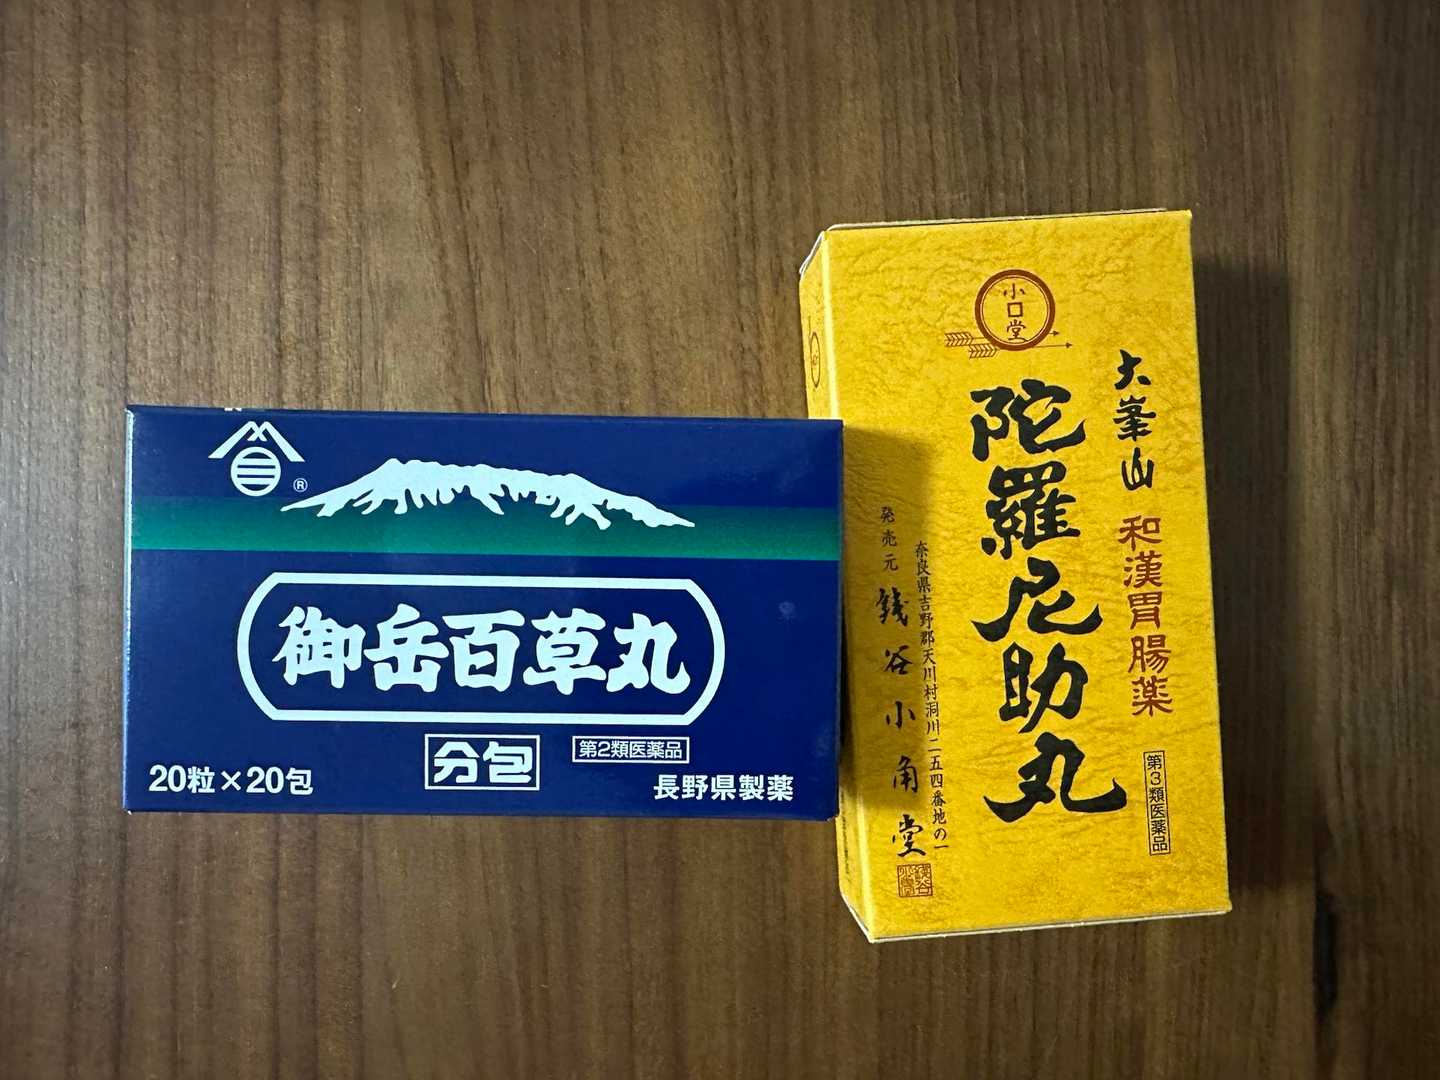 ®
御岳百草丸
分包
第2類医薬品
20粒×20包
長野県製薬
小
口
堂
大峯山 和漢胃腸薬
第3類医薬品
陀羅尼助丸
奈良県吉野郡天川村洞川二五四番地の一
発売元 銭谷小角堂